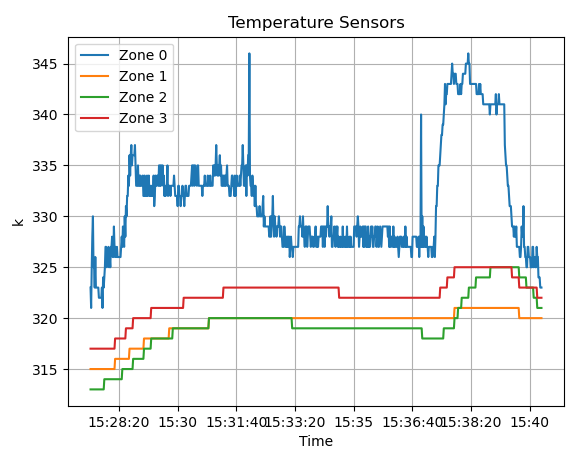 Temperature Sensors
Zone 0
Zone 1
Zone 2
Zone 3
345
340
335
330
325
320
315
k
15:28:20 15:30 15:31:40 15:33:20 15:35 15:36:40 15:38:20 15:40
Time